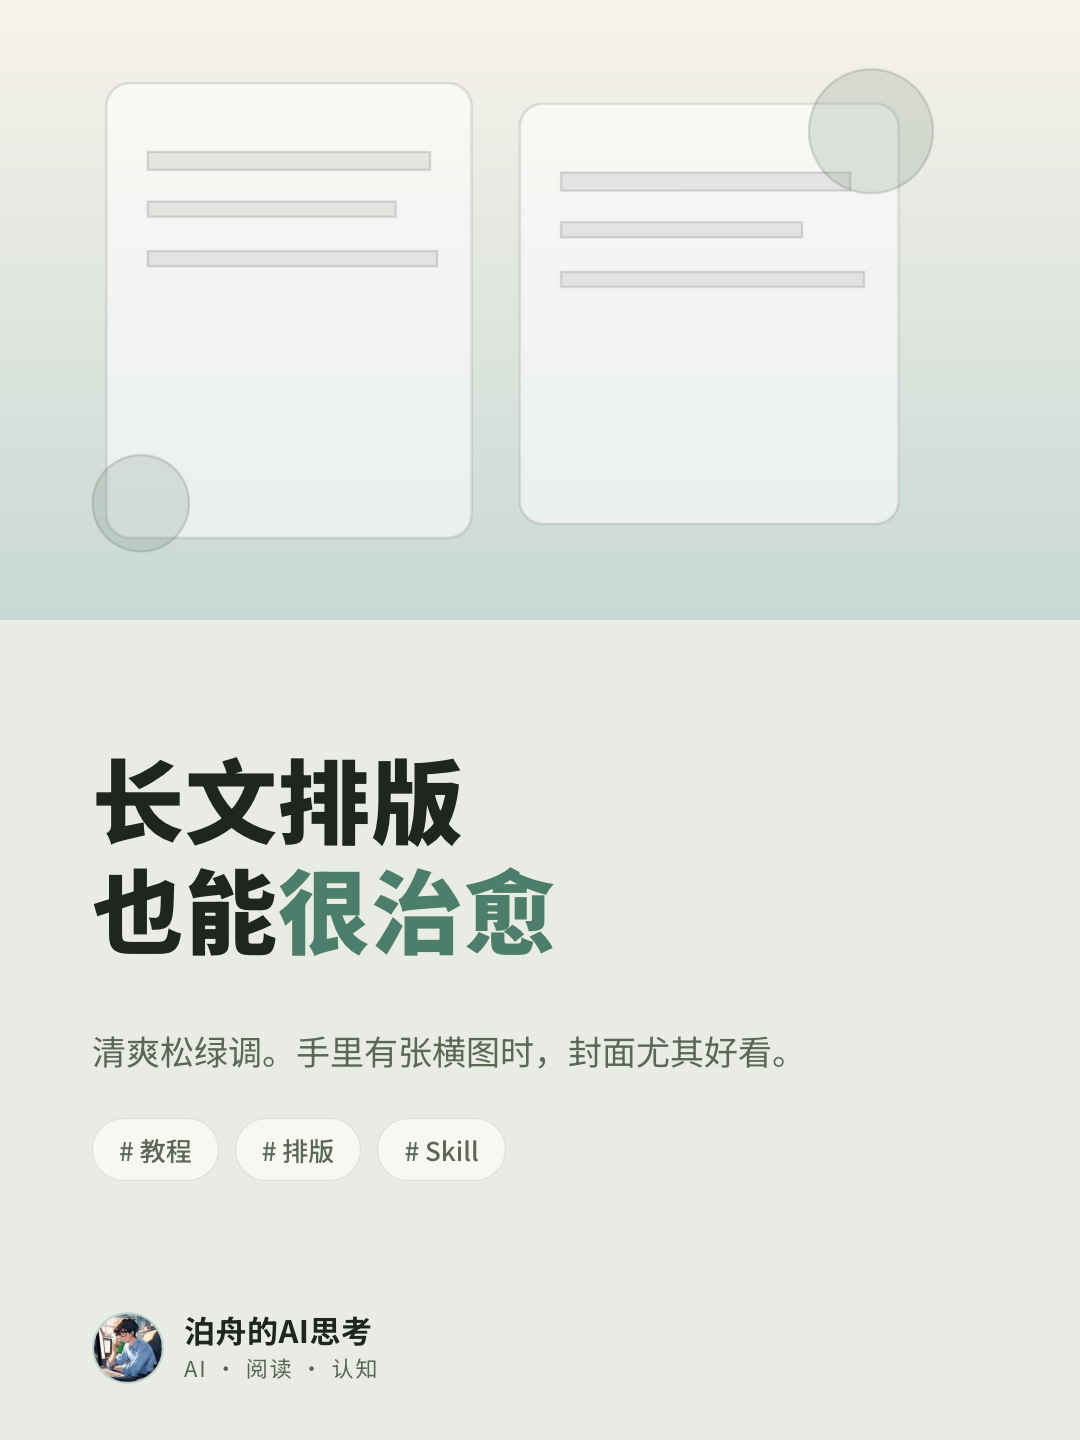 长文排版
也能很治愈
清爽松绿调。手里有张横图时，封面尤其好看。
# 教程 # 排版 # Skill
泊舟的AI思考
AI · 阅读 · 认知